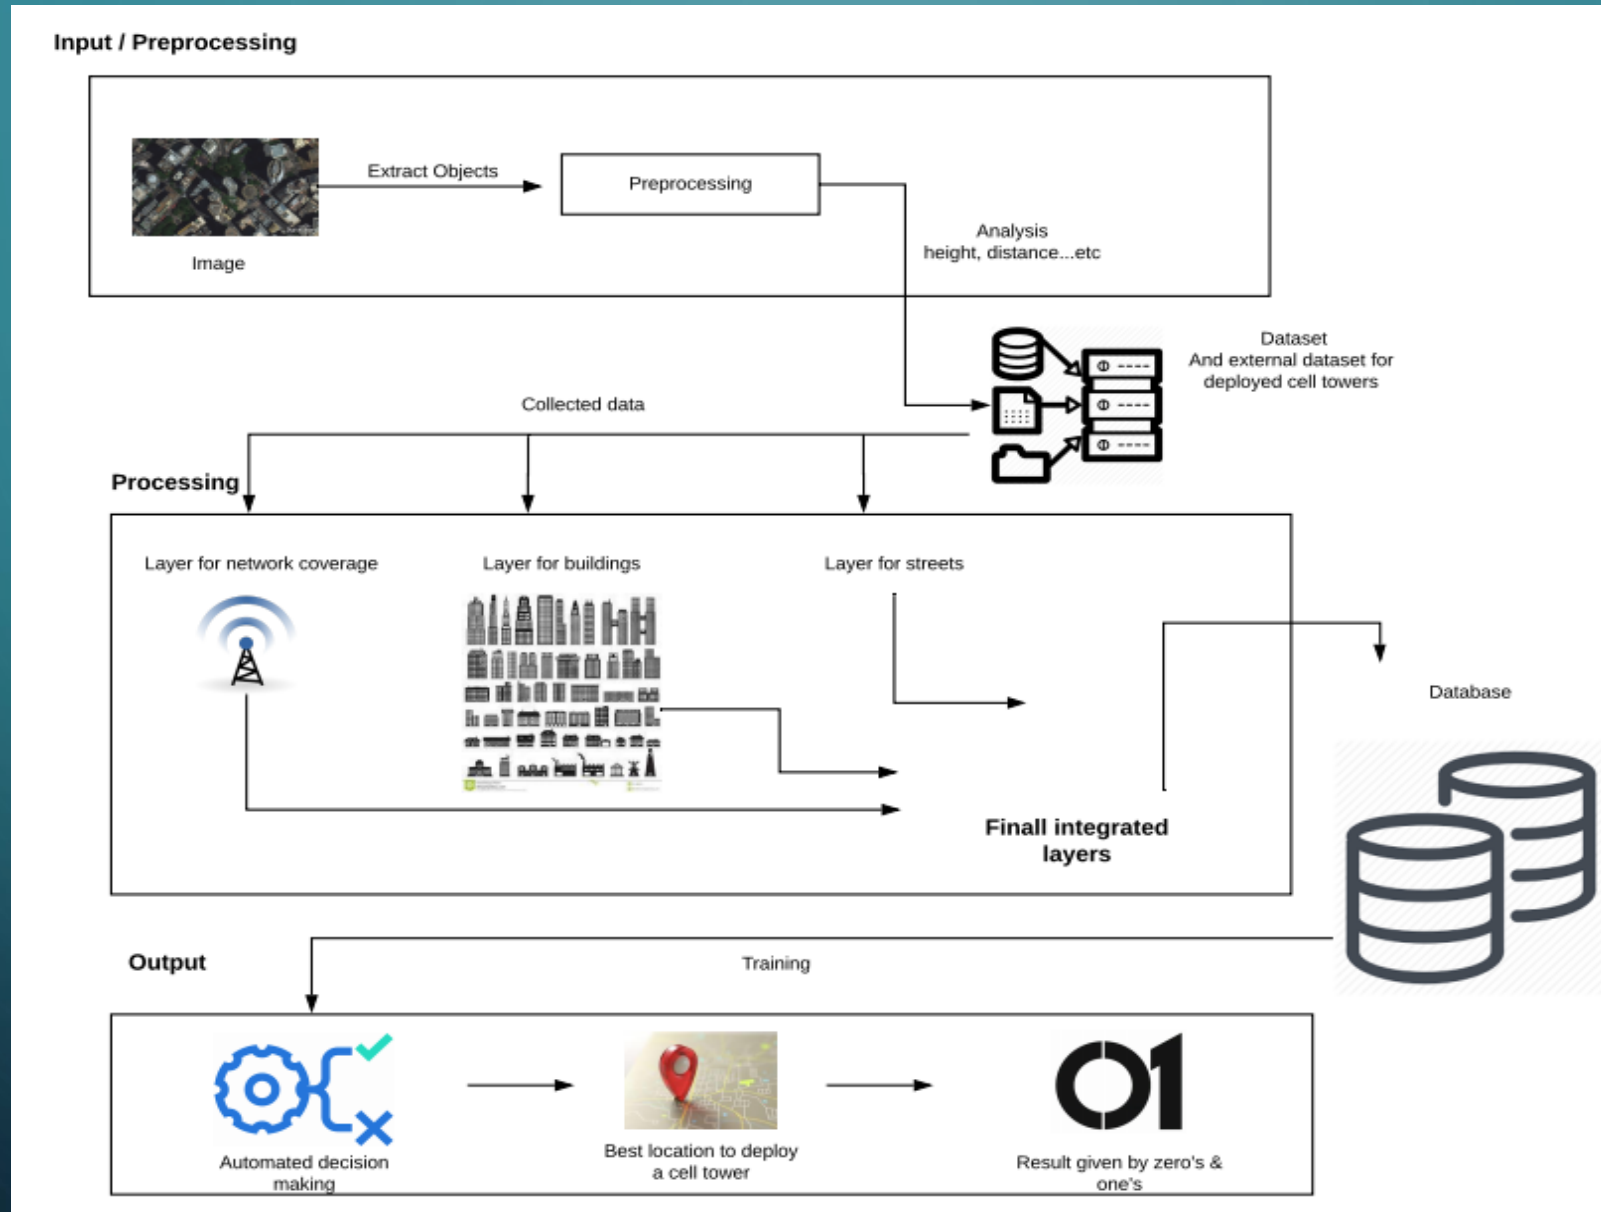 Input / Preprocessing
Extract Objects
Preprocessing
Image
Analysis
height, distance...etc
Dataset
And external dataset for
deployed cell towers
Collected data
Processing
Layer for network coverage
Layer for buildings
Layer for streets
Database
Finall integrated
layers
Output
Training
01
Automated decision
making
Best location to deploy
a cell tower
Result given by zero's &
one's